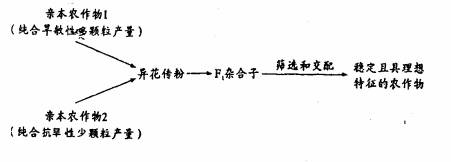 亲本农作物1
(纯合旱敏性多颗粒产量)
异花传粉
F₁杂合子
筛选和交配
稳定且具理想
特征的农作物
亲本农作物2
(纯合抗旱性少颗粒产量)